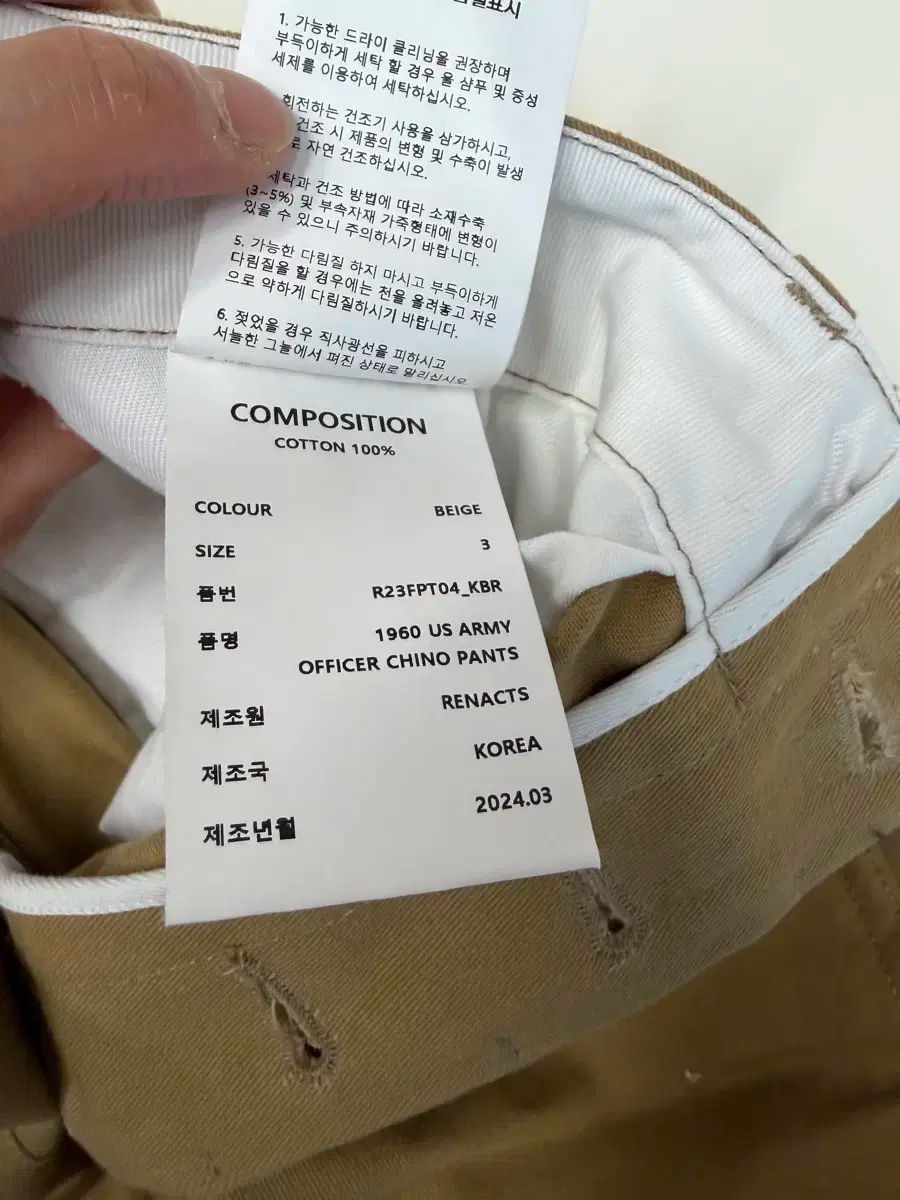 표시
1. 가능한 드라이 클리닝을 권장하며
부득이하게 세탁 할 경우 울 샴푸 및 중성
세제를 이용하여 세탁하십시오.
회전하는 건조기 사용을 삼가하시고,
건조 시 제품의 변형 및 수축이 발생
로 자연 건조하십시오.
세탁과 건조 방법에 따라 소재수축
(3~5%) 및 부속자재 가죽형태에 변형이
있을 수 있으니 주의하시기 바랍니다.
5. 가능한 다림질 하지 마시고 부득이하게
다림질을 할 경우에는 천을 올려놓고 저온
으로 약하게 다림질하시기 바랍니다.
6. 젖었을 경우 직사광선을 피하시고
서늘한 그늘에서 펴진 상태로 말리십시오
COMPOSITION
COTTON 100%
COLOUR BEIGE
SIZE 3
품번 R23FPT04_KBR
품명 1960 US ARMY
OFFICER CHINO PANTS
제조원 RENACTS
제조국 KOREA
제조년월 2024.03